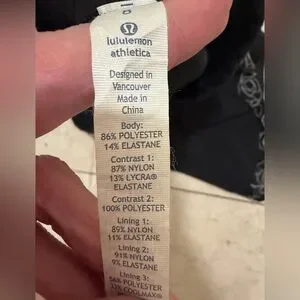 lululemon
athletica
Designed in
Vancouver
Made in
China
Body:
86% POLYESTER
14% ELASTANE
Contrast 1:
87% NYLON
13% LYCRA®
ELASTANE
Contrast 2:
100% POLYESTER
Lining 1:
89% NYLON
11% ELASTANE
Lining 2:
91% NYLON
9% ELASTANE
Lining 3:
POLYESTER
COOLMAX®